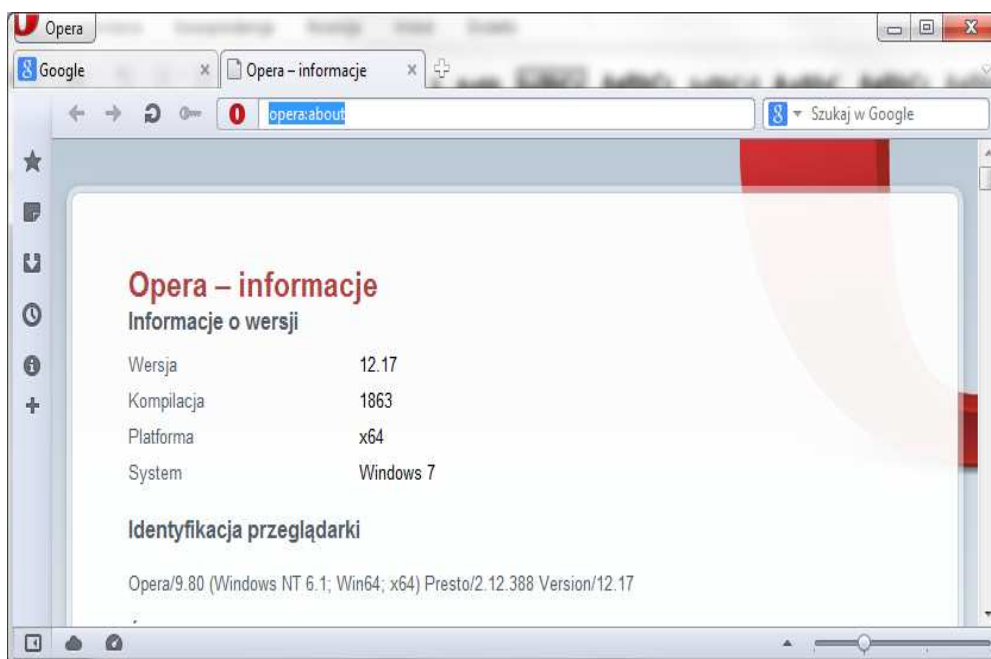 Opera
Google
Opera – informacje
opera:about
Szukaj w Google
Opera – informacje
Informacje o wersji
Wersja 12.17
Kompilacja 1863
Platforma x64
System Windows 7
Identyfikacja przeglądarki
Opera/9.80 (Windows NT 6.1; Win64; x64) Presto/2.12.388 Version/12.17